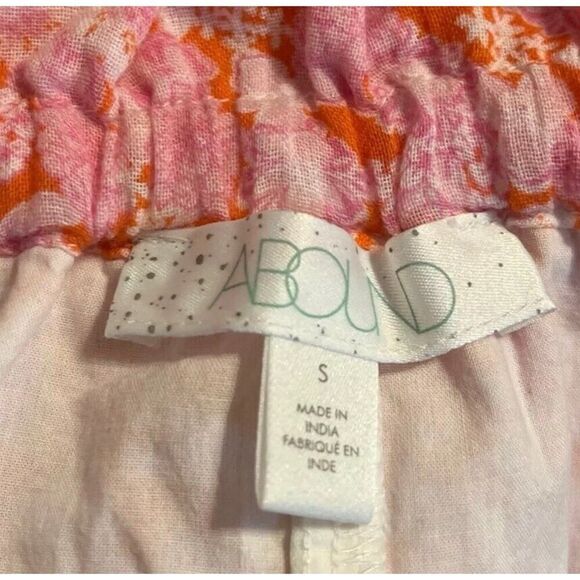 ABOUND
S
MADE IN
INDIA
FABRIQUÉ EN
INDE